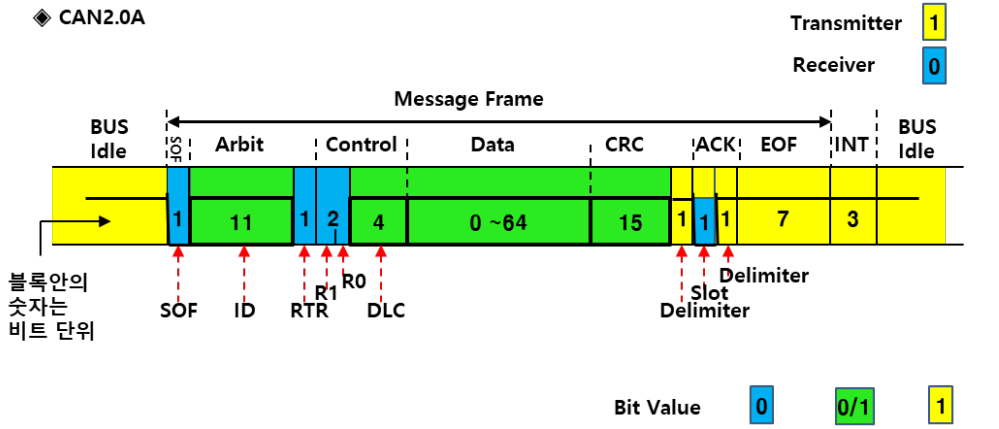 ◈ CAN2.0A
Transmitter 1
Receiver 0
Message Frame
BUS
Idle
SOF
Arbit
Control
Data
CRC
ACK
EOF
INT
BUS
Idle
1
11
1
2
4
0 ~64
15
1
1
1
7
3
블록안의
숫자는
비트 단위
SOF
ID
RTR
R1
R0
DLC
Delimiter
Slot
Delimiter
Bit Value 0 0/1 1